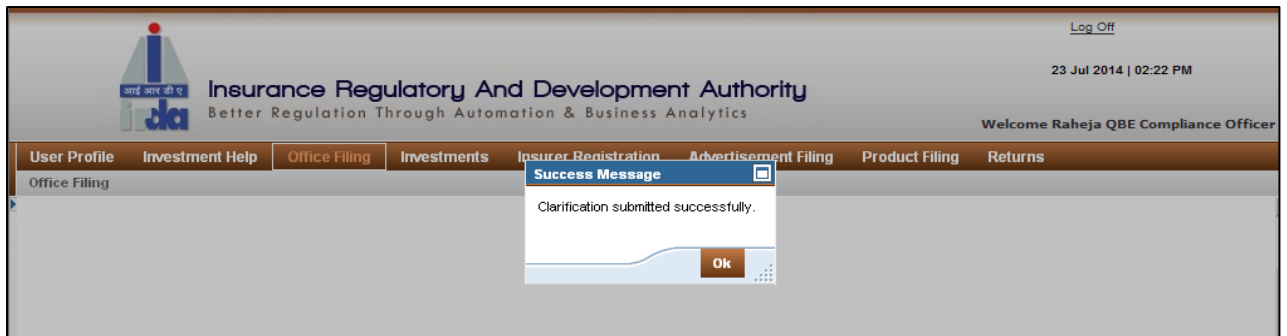 Log Off
23 Jul 2014 | 02:22 PM
आई आर डी ए
irda
Insurance Regulatory And Development Authority
Better Regulation Through Automation & Business Analytics
Welcome Raheja QBE Compliance Officer
User Profile Investment Help Office Filing Investments Insurer Registration Advertisement Filing Product Filing Returns
Office Filing
Success Message
Clarification submitted successfully.
Ok